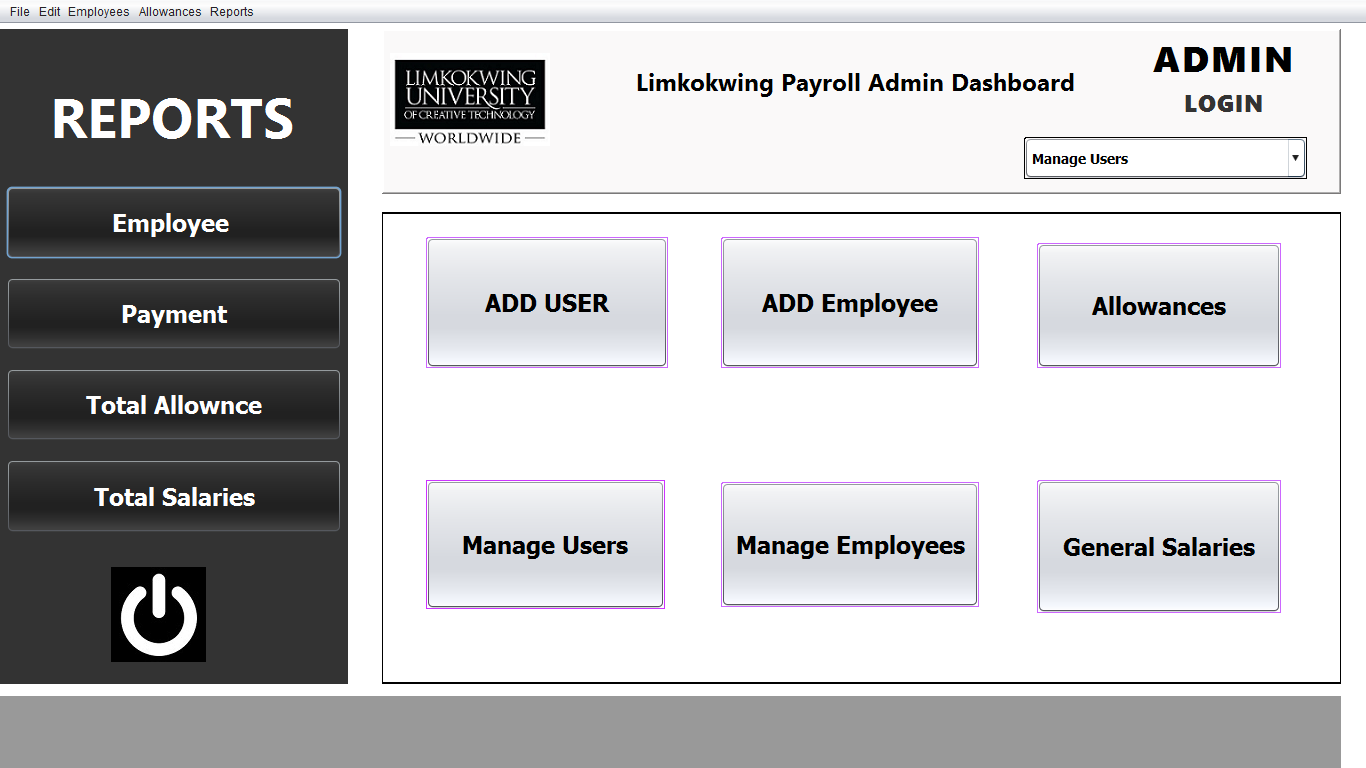 File Edit Employees Allowances Reports
REPORTS
Employee
Payment
Total Allownce
Total Salaries
LIMKOKWING
UNIVERSITY
OF CREATIVE TECHNOLOGY
WORLDWIDE
Limkokwing Payroll Admin Dashboard
ADMIN
LOGIN
Manage Users
ADD USER
ADD Employee
Allowances
Manage Users
Manage Employees
General Salaries